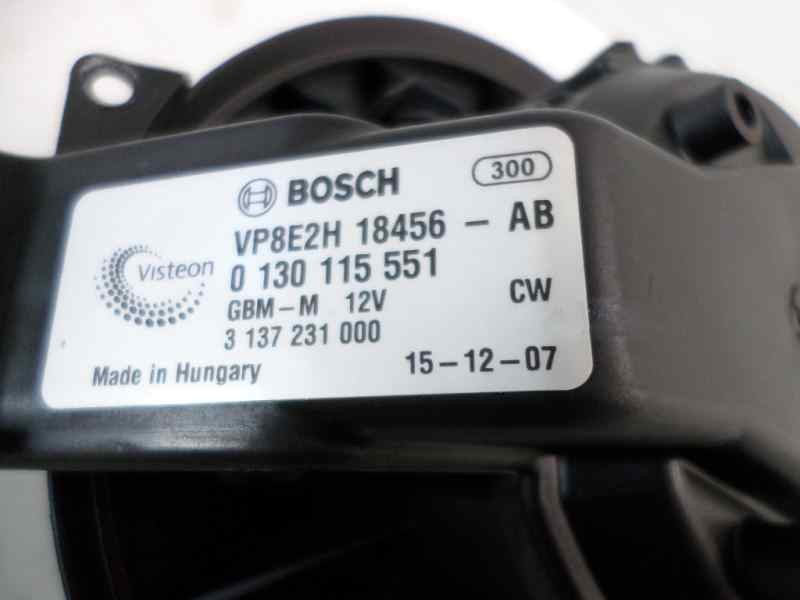 BOSCH 300
VP8E2H 18456 - AB
Visteon
0 130 115 551
GBM-M 12V CW
3 137 231 000
Made in Hungary 15-12-07